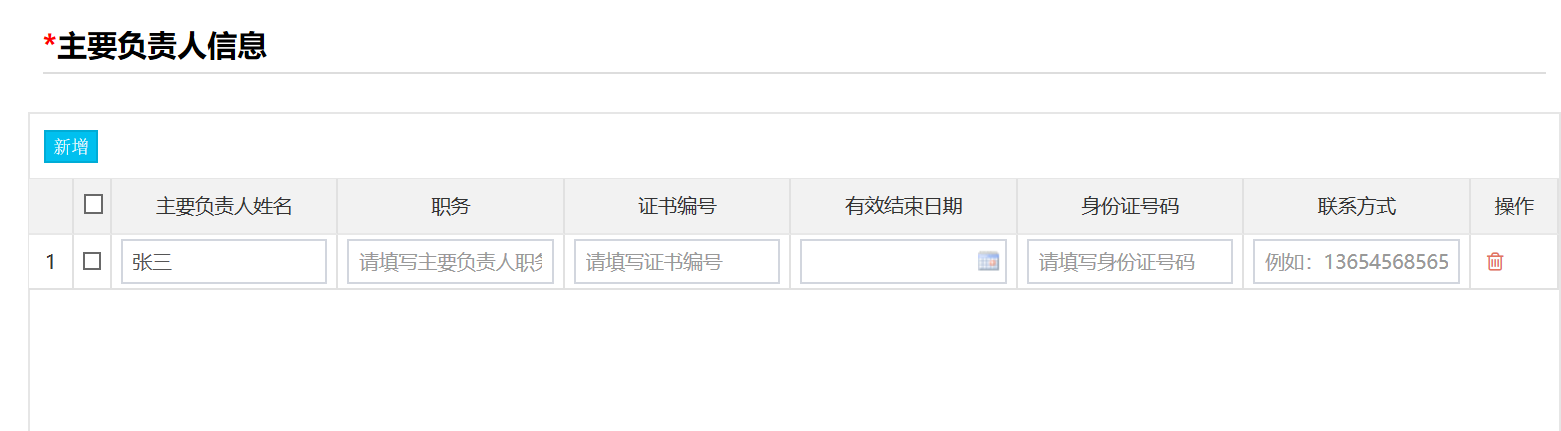 *主要负责人信息
新增
主要负责人姓名 职务 证书编号 有效结束日期 身份证号码 联系方式 操作
1 张三 请填写主要负责人职务 请填写证书编号 请填写身份证号码 例如：13654568565